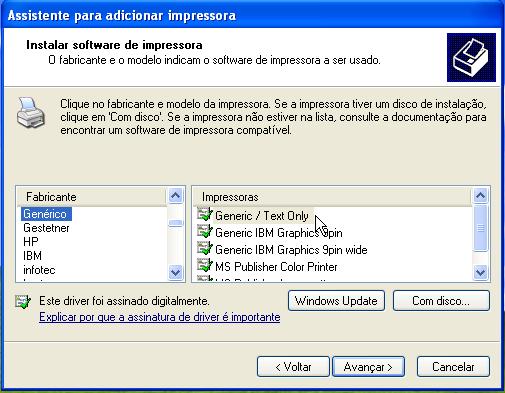 Assistente para adicionar impressora
Instalar software de impressora
O fabricante e o modelo indicam o software de impressora a ser usado.
Clique no fabricante e modelo da impressora. Se a impressora tiver um disco de instalação,
clique em 'Com disco'. Se a impressora não estiver na lista, consulte a documentação para
encontrar um software de impressora compatível.
Fabricante
Genérico
Gestetner
HP
IBM
infotec
Impressoras
Generic / Text Only
Generic IBM Graphics 9pin
Generic IBM Graphics 9pin wide
MS Publisher Color Printer
Este driver foi assinado digitalmente.
Explicar por que a assinatura de driver é importante
Windows Update
Com disco...
< Voltar
Avançar >
Cancelar